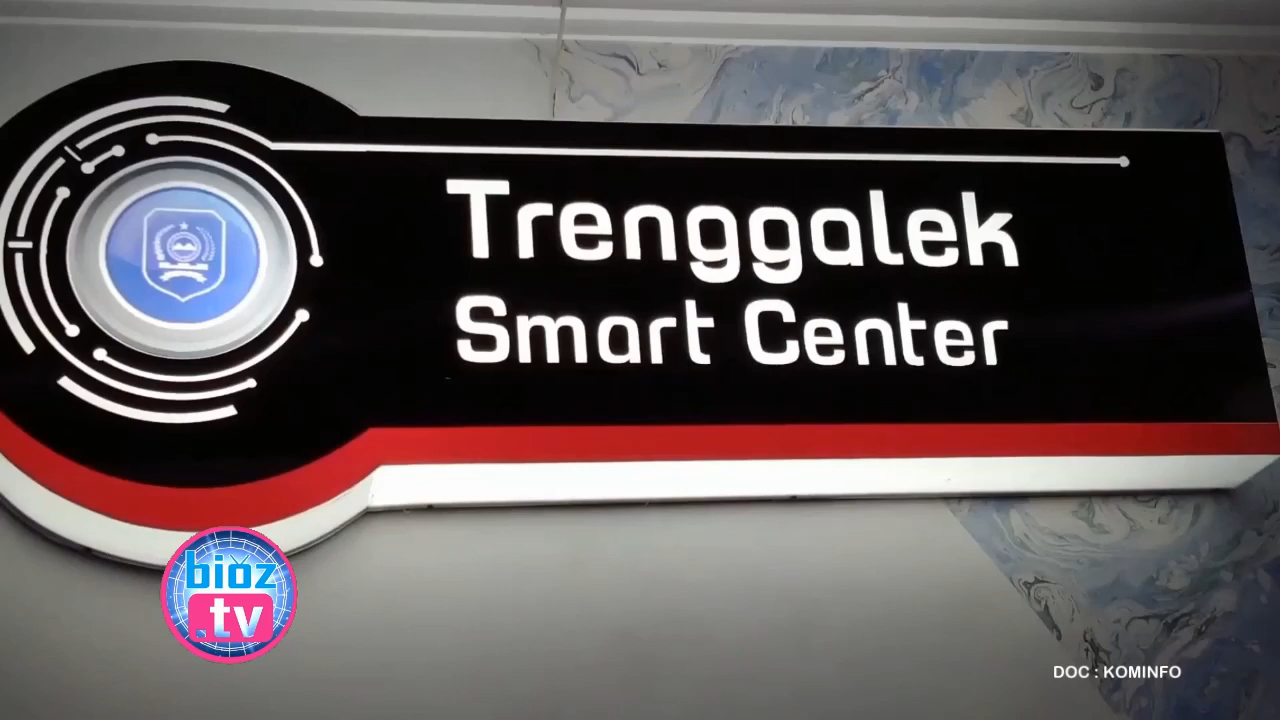 Trenggalek
Smart Center
bioz
.tv
DOC : KOMINFO